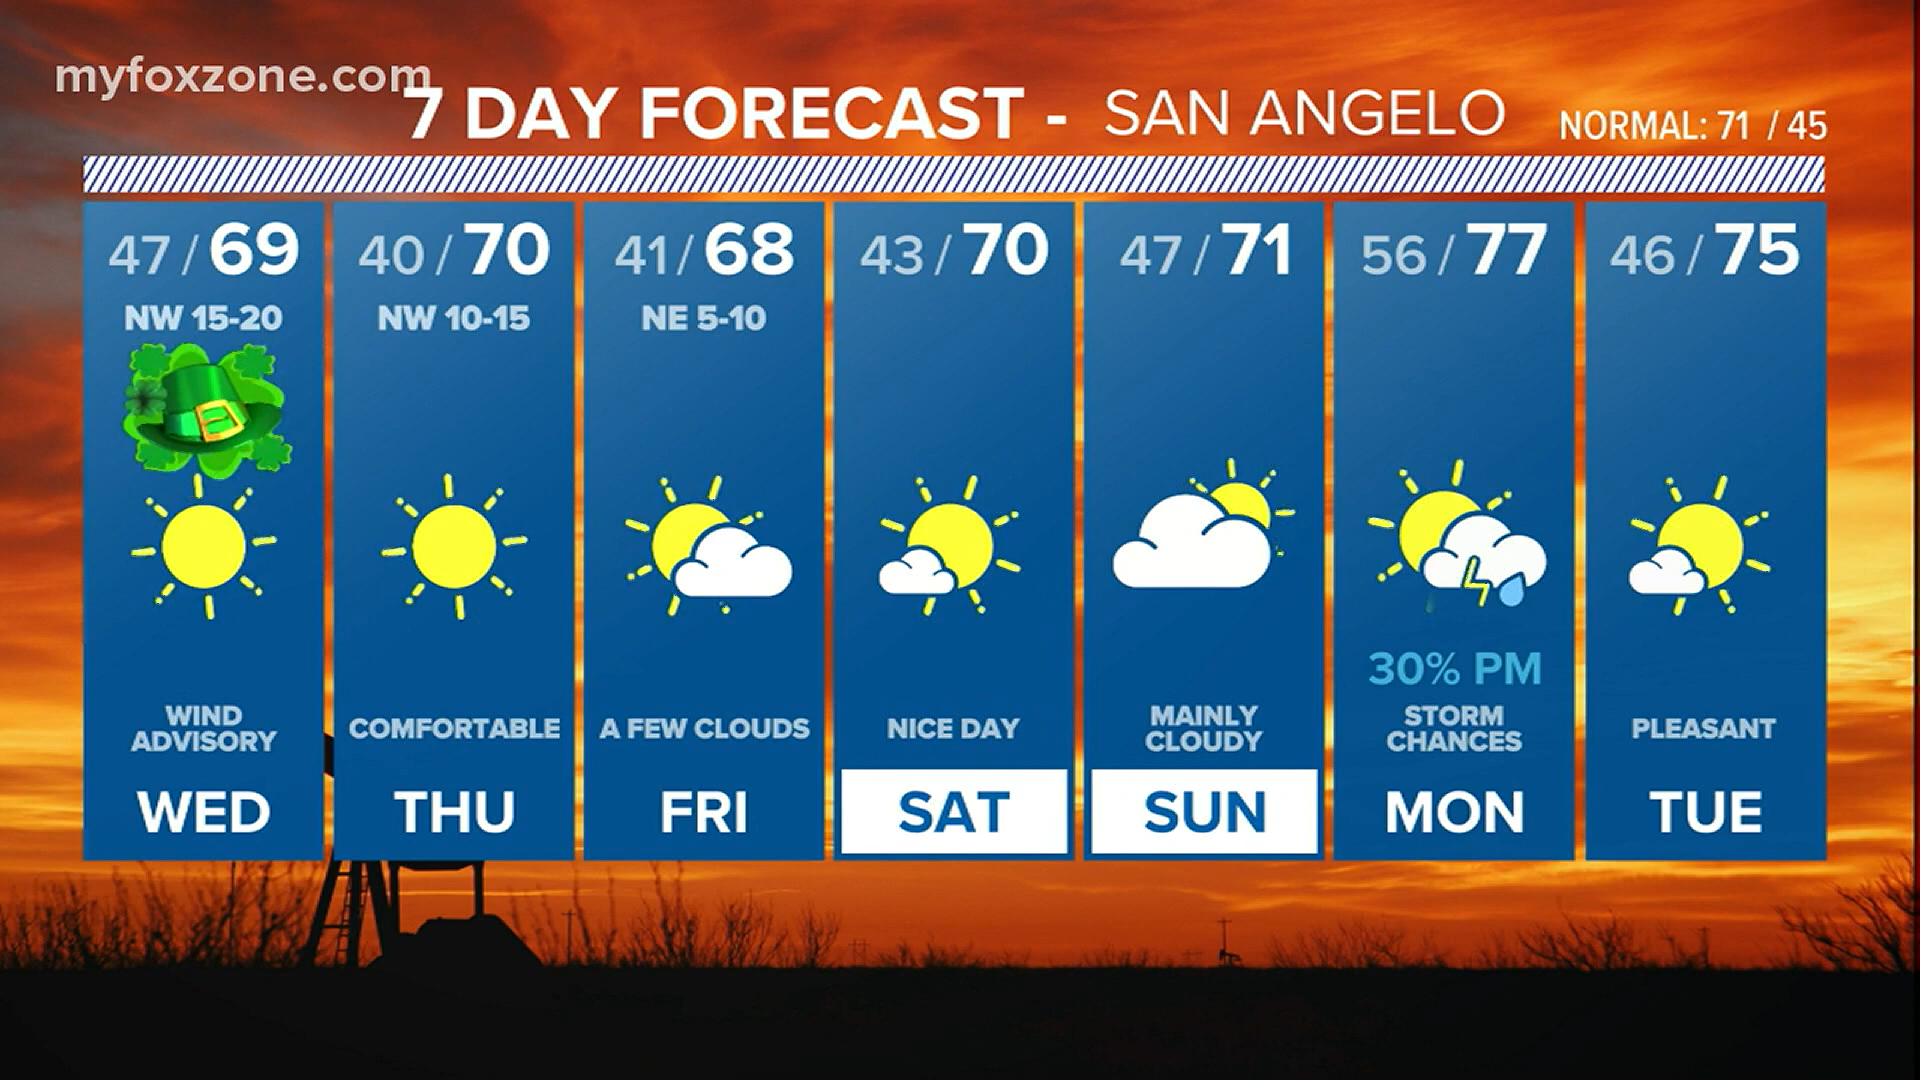 myfoxzone.com
7 DAY FORECAST - SAN ANGELO NORMAL: 71 / 45
47 / 69
NW 15-20
WIND
ADVISORY
WED
40 / 70
NW 10-15
COMFORTABLE
THU
41 / 68
NE 5-10
A FEW CLOUDS
FRI
43 / 70
NICE DAY
SAT
47 / 71
MAINLY
CLOUDY
SUN
56 / 77
30% PM
STORM
CHANCES
MON
46 / 75
PLEASANT
TUE